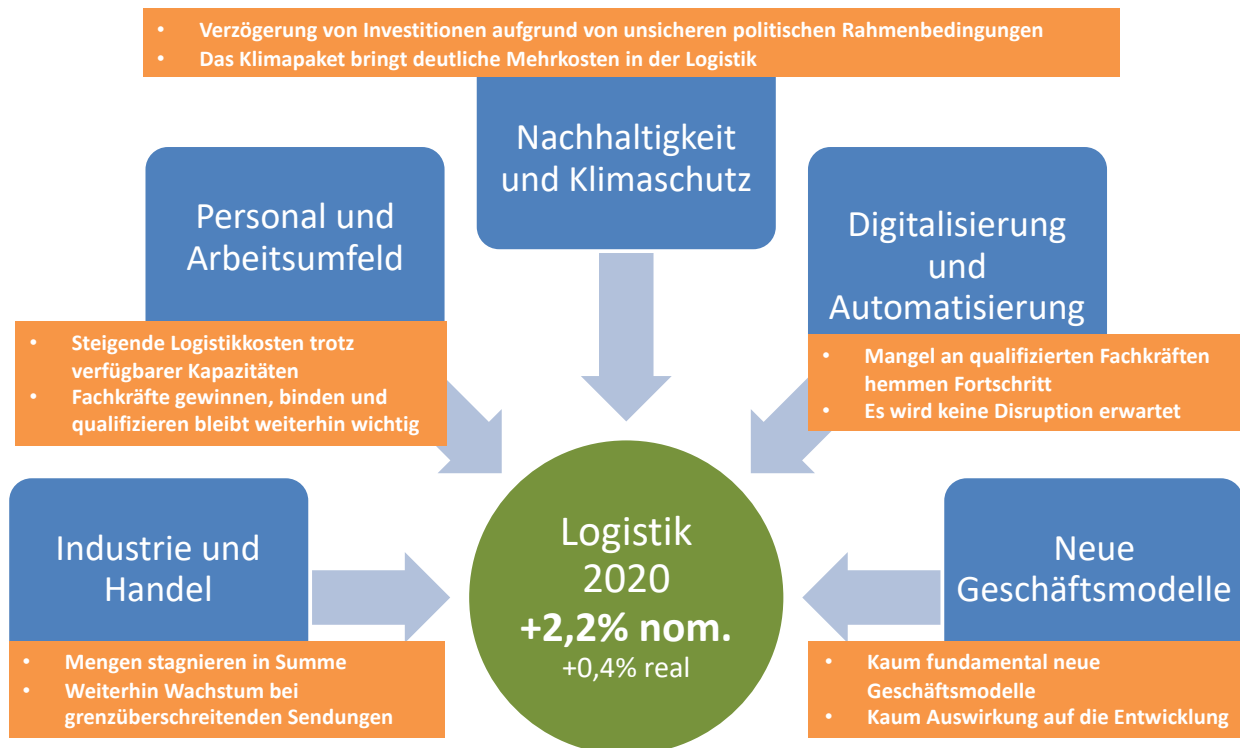 • Verzögerung von Investitionen aufgrund von unsicheren politischen Rahmenbedingungen
• Das Klimapaket bringt deutliche Mehrkosten in der Logistik
Nachhaltigkeit
und Klimaschutz
Personal und
Arbeitsumfeld
• Steigende Logistikkosten trotz
verfügbarer Kapazitäten
• Fachkräfte gewinnen, binden und
qualifizieren bleibt weiterhin wichtig
Digitalisierung
und
Automatisierung
• Mangel an qualifizierten Fachkräften
hemmen Fortschritt
• Es wird keine Disruption erwartet
Industrie und
Handel
• Mengen stagnieren in Summe
• Weiterhin Wachstum bei
grenzüberschreitenden Sendungen
Logistik
2020
+2,2% nom.
+0,4% real
Neue
Geschäftsmodelle
• Kaum fundamental neue
Geschäftsmodelle
• Kaum Auswirkung auf die Entwicklung